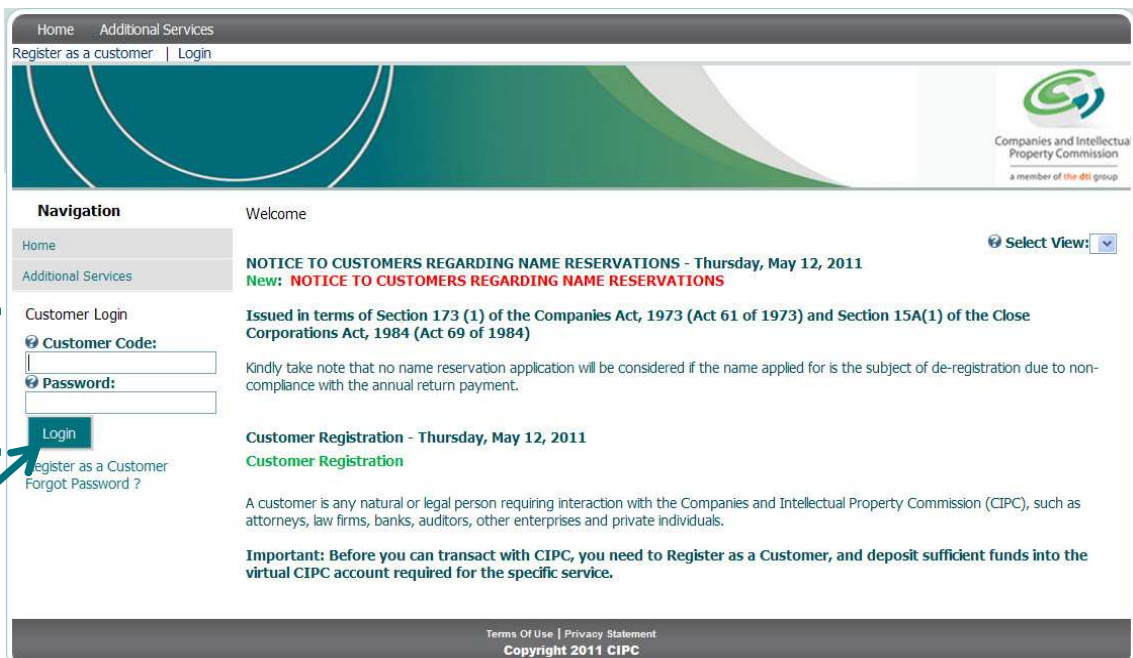 Home Additional Services
Register as a customer | Login
Companies and Intellectual
Property Commission
a member of the dti group
Navigation
Home
Additional Services
Customer Login
Customer Code:
Password:
Login
Register as a Customer
Forgot Password ?
Welcome
Select View:
NOTICE TO CUSTOMERS REGARDING NAME RESERVATIONS - Thursday, May 12, 2011
New: NOTICE TO CUSTOMERS REGARDING NAME RESERVATIONS
Issued in terms of Section 173 (1) of the Companies Act, 1973 (Act 61 of 1973) and Section 15A(1) of the Close
Corporations Act, 1984 (Act 69 of 1984)
Kindly take note that no name reservation application will be considered if the name applied for is the subject of de-registration due to non-
compliance with the annual return payment.
Customer Registration - Thursday, May 12, 2011
Customer Registration
A customer is any natural or legal person requiring interaction with the Companies and Intellectual Property Commission (CIPC), such as
attorneys, law firms, banks, auditors, other enterprises and private individuals.
Important: Before you can transact with CIPC, you need to Register as a Customer, and deposit sufficient funds into the
virtual CIPC account required for the specific service.
Terms Of Use | Privacy Statement
Copyright 2011 CIPC